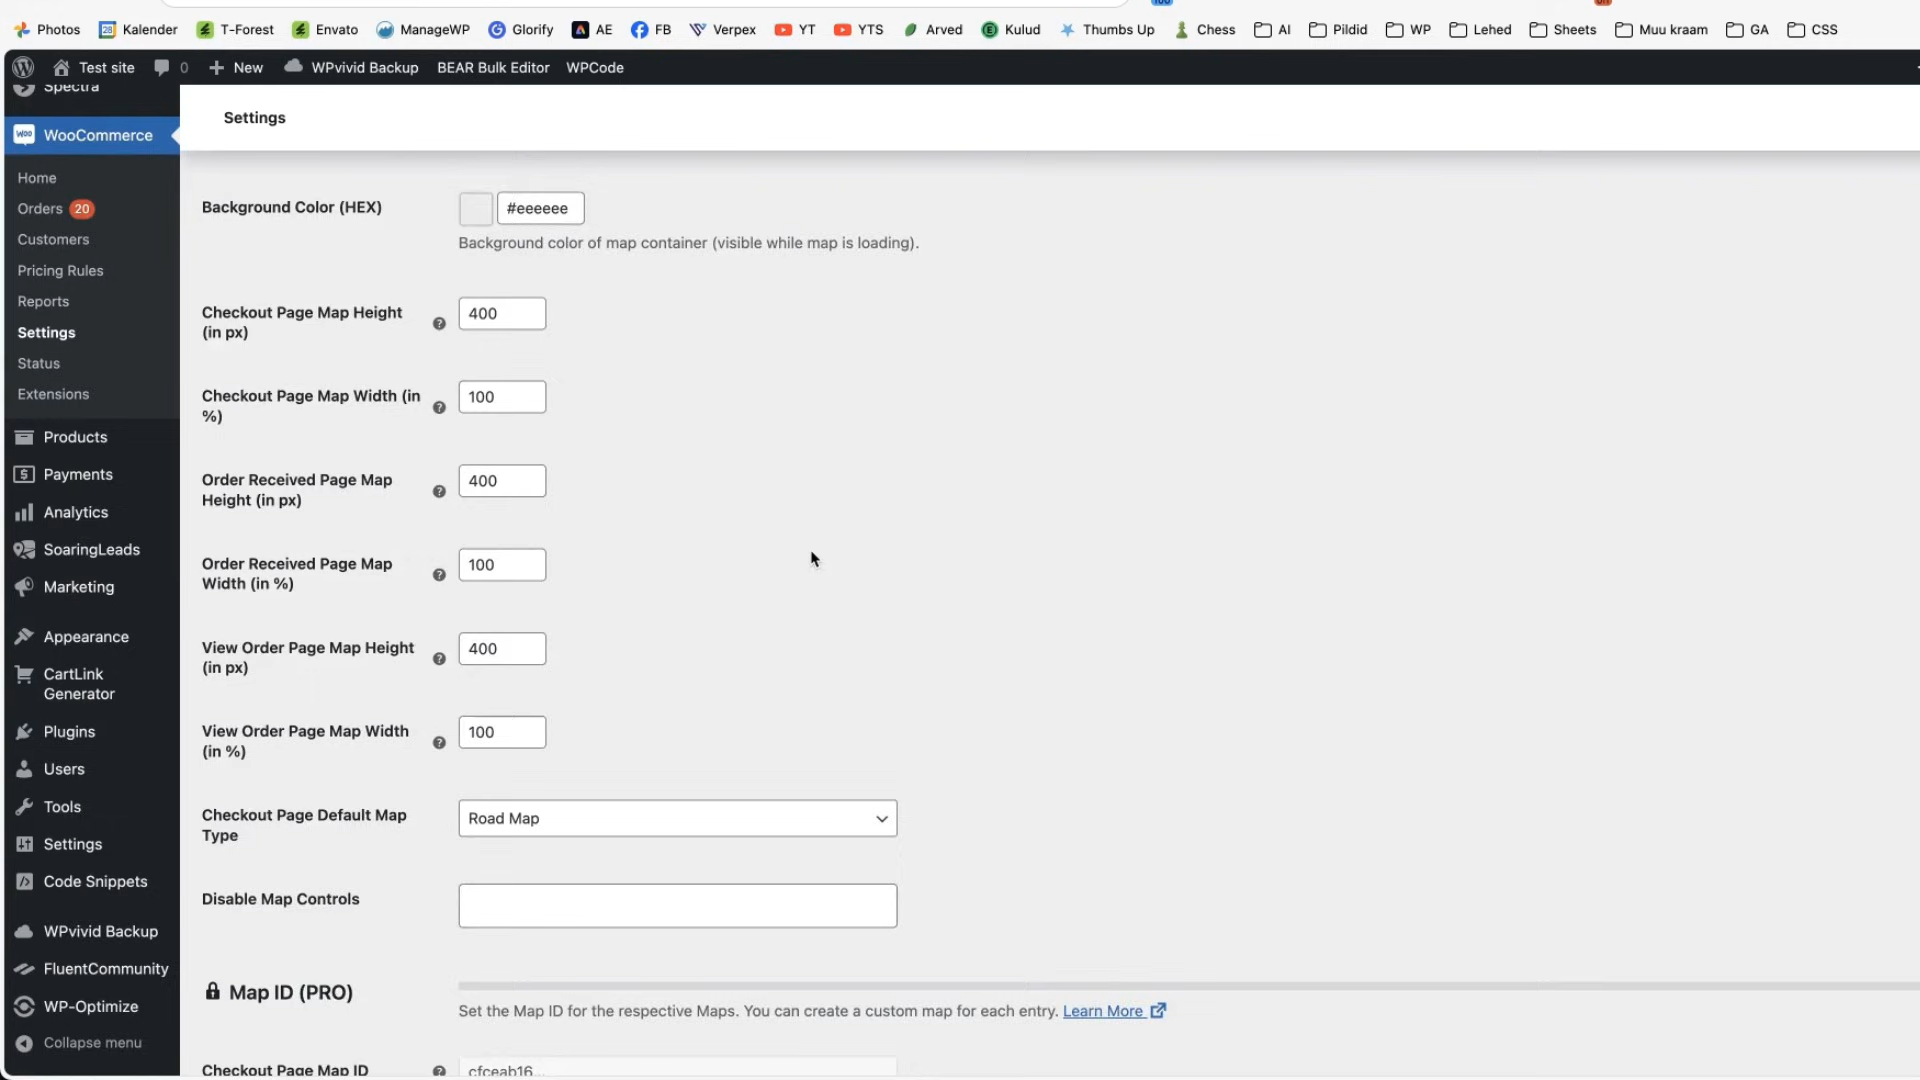 Photos
28
Kalender
T-Forest
Envato
ManageWP
Glorify
AE
FB
Verpex
YT
YTS
Arved
Kulud
Thumbs Up
Chess
AI
Pildid
WP
Lehed
Sheets
Muu kraam
GA
CSS
Test site
0
New
WPvivid Backup
BEAR Bulk Editor
WPCode
Spectra
WooCommerce
Home
Orders 20
Customers
Pricing Rules
Reports
Settings
Status
Extensions
Products
Payments
Analytics
SoaringLeads
Marketing
Appearance
CartLink
Generator
Plugins
Users
Tools
Settings
Code Snippets
WPvivid Backup
FluentCommunity
WP-Optimize
Collapse menu
Settings
Background Color (HEX)
#eeeeee
Background color of map container (visible while map is loading).
Checkout Page Map Height
(in px)
400
Checkout Page Map Width (in
%)
100
Order Received Page Map
Height (in px)
400
Order Received Page Map
Width (in %)
100
View Order Page Map Height
(in px)
400
View Order Page Map Width
(in %)
100
Checkout Page Default Map
Type
Road Map
Disable Map Controls
Map ID (PRO)
Set the Map ID for the respective Maps. You can create a custom map for each entry. Learn More
Checkout Page Map ID
cfceab16...